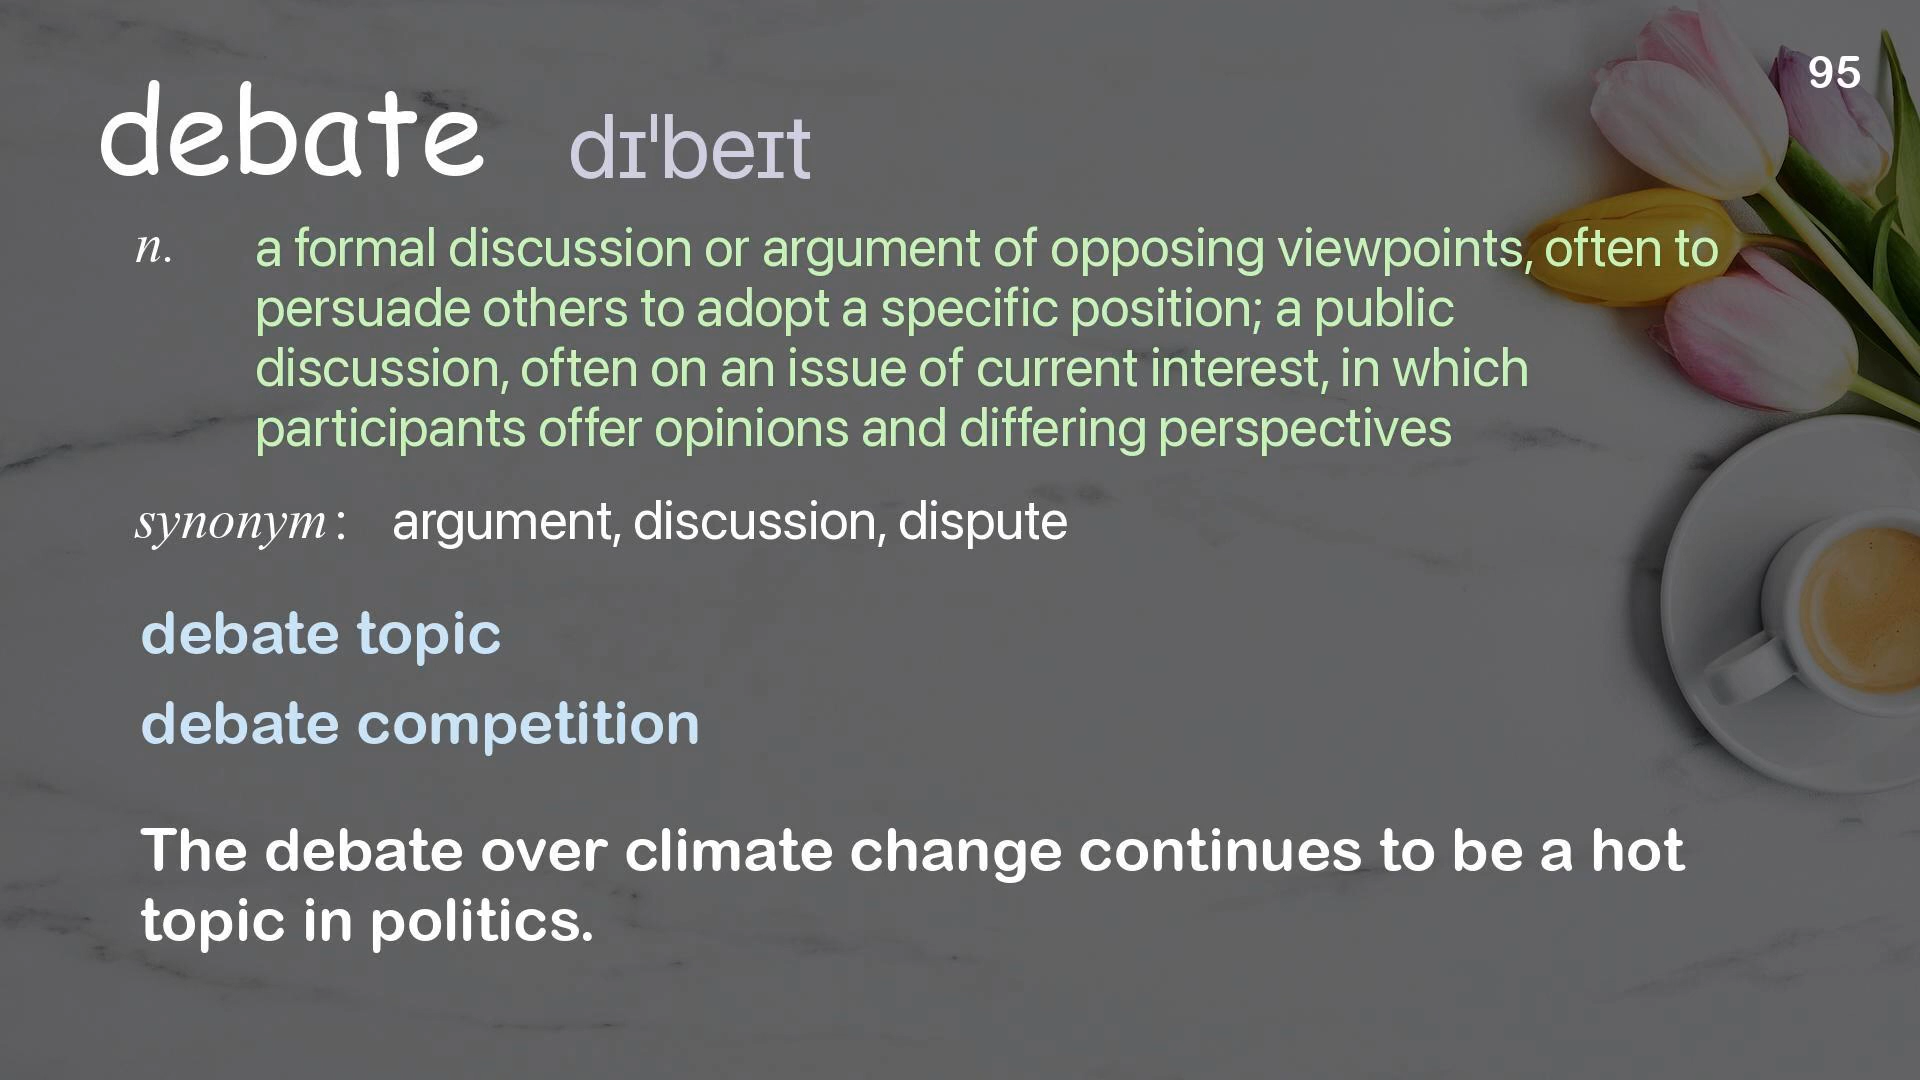 95
debate dɪˈbeɪt
n. a formal discussion or argument of opposing viewpoints, often to
persuade others to adopt a specific position; a public
discussion, often on an issue of current interest, in which
participants offer opinions and differing perspectives
synonym: argument, discussion, dispute
debate topic
debate competition
The debate over climate change continues to be a hot
topic in politics.